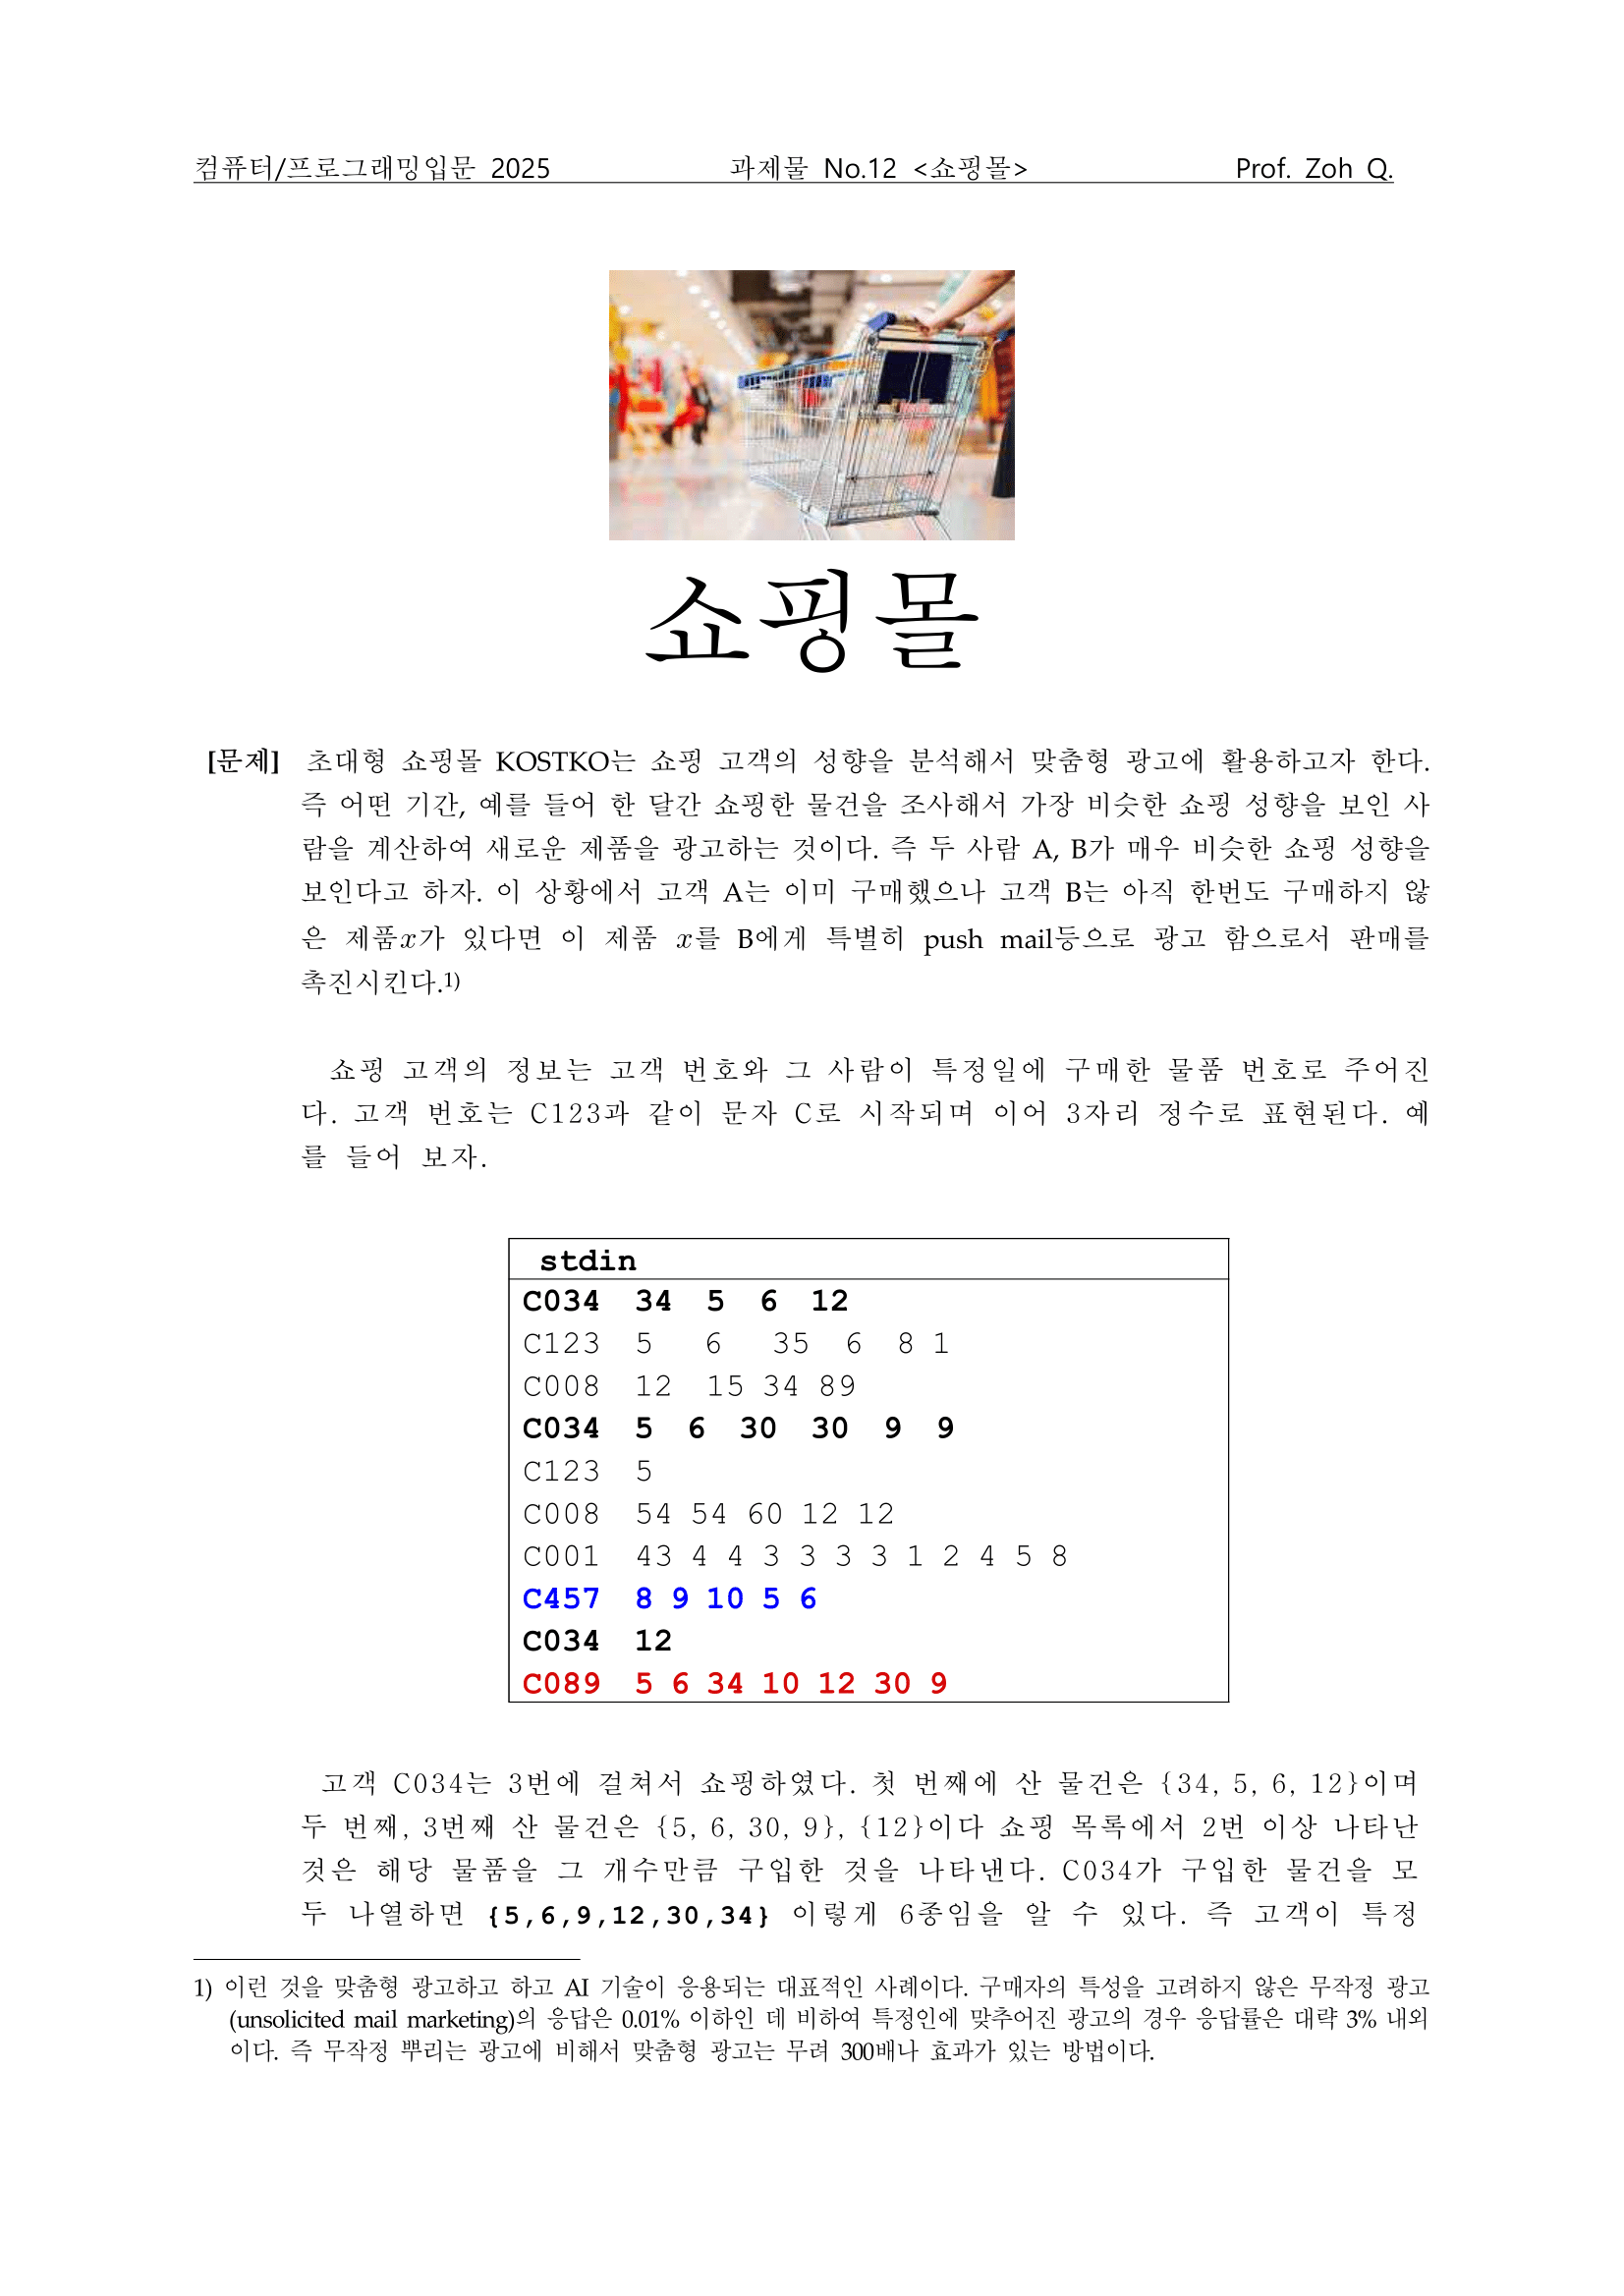 컴퓨터/프로그래밍입문 2025 과제물 No.12 <쇼핑몰> Prof. Zoh Q.
쇼핑몰
[문제] 초대형 쇼핑몰 KOSTKO는 쇼핑 고객의 성향을 분석해서 맞춤형 광고에 활용하고자 한다.
즉 어떤 기간, 예를 들어 한 달간 쇼핑한 물건을 조사해서 가장 비슷한 쇼핑 성향을 보인 사
람을 계산하여 새로운 제품을 광고하는 것이다. 즉 두 사람 A, B가 매우 비슷한 쇼핑 성향을
보인다고 하자. 이 상황에서 고객 A는 이미 구매했으나 고객 B는 아직 한번도 구매하지 않
은 제품x가 있다면 이 제품 x를 B에게 특별히 push mail등으로 광고 함으로서 판매를
촉진시킨다.1)
쇼핑 고객의 정보는 고객 번호와 그 사람이 특정일에 구매한 물품 번호로 주어진
다. 고객 번호는 C123과 같이 문자 C로 시작되며 이어 3자리 정수로 표현된다. 예
를 들어 보자.
stdin
C034 34 5 6 12
C123 5 6 35 6 8 1
C008 12 15 34 89
C034 5 6 30 30 9 9
C123 5
C008 54 54 60 12 12
C001 43 4 4 3 3 3 3 1 2 4 5 8
C457 8 9 10 5 6
C034 12
C089 5 6 34 10 12 30 9
고객 C034는 3번에 걸쳐서 쇼핑하였다. 첫 번째에 산 물건은 {34, 5, 6, 12}이며
두 번째, 3번째 산 물건은 {5, 6, 30, 9}, {12}이다 쇼핑 목록에서 2번 이상 나타난
것은 해당 물품을 그 개수만큼 구입한 것을 나타낸다. C034가 구입한 물건을 모
두 나열하면 {5,6,9,12,30,34} 이렇게 6종임을 알 수 있다. 즉 고객이 특정
1) 이런 것을 맞춤형 광고하고 하고 AI 기술이 응용되는 대표적인 사례이다. 구매자의 특성을 고려하지 않은 무작정 광고
(unsolicited mail marketing)의 응답은 0.01% 이하인 데 비하여 특정인에 맞추어진 광고의 경우 응답률은 대략 3% 내외
이다. 즉 무작정 뿌리는 광고에 비해서 맞춤형 광고는 무려 300배나 효과가 있는 방법이다.